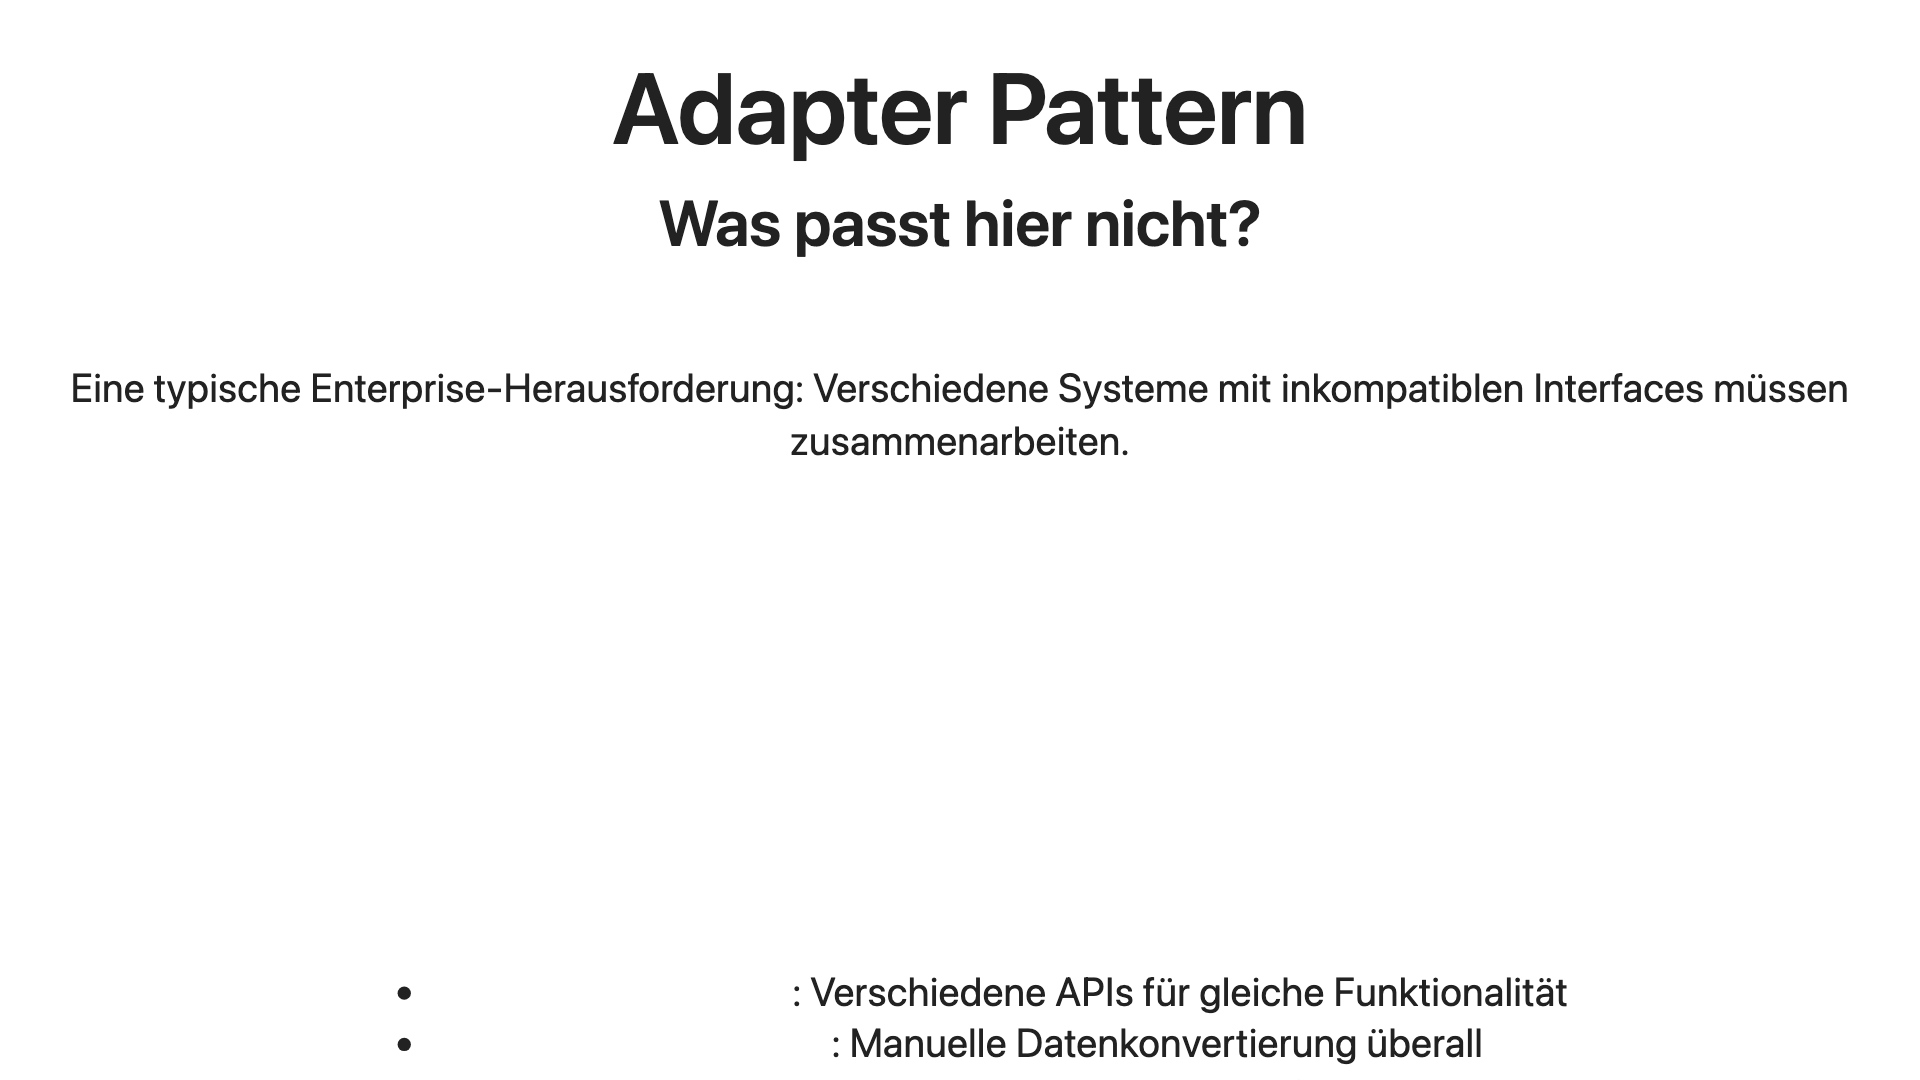 Adapter Pattern
Was passt hier nicht?
Eine typische Enterprise-Herausforderung: Verschiedene Systeme mit inkompatiblen Interfaces müssen
zusammenarbeiten.
• : Verschiedene APIs für gleiche Funktionalität
• : Manuelle Datenkonvertierung überall